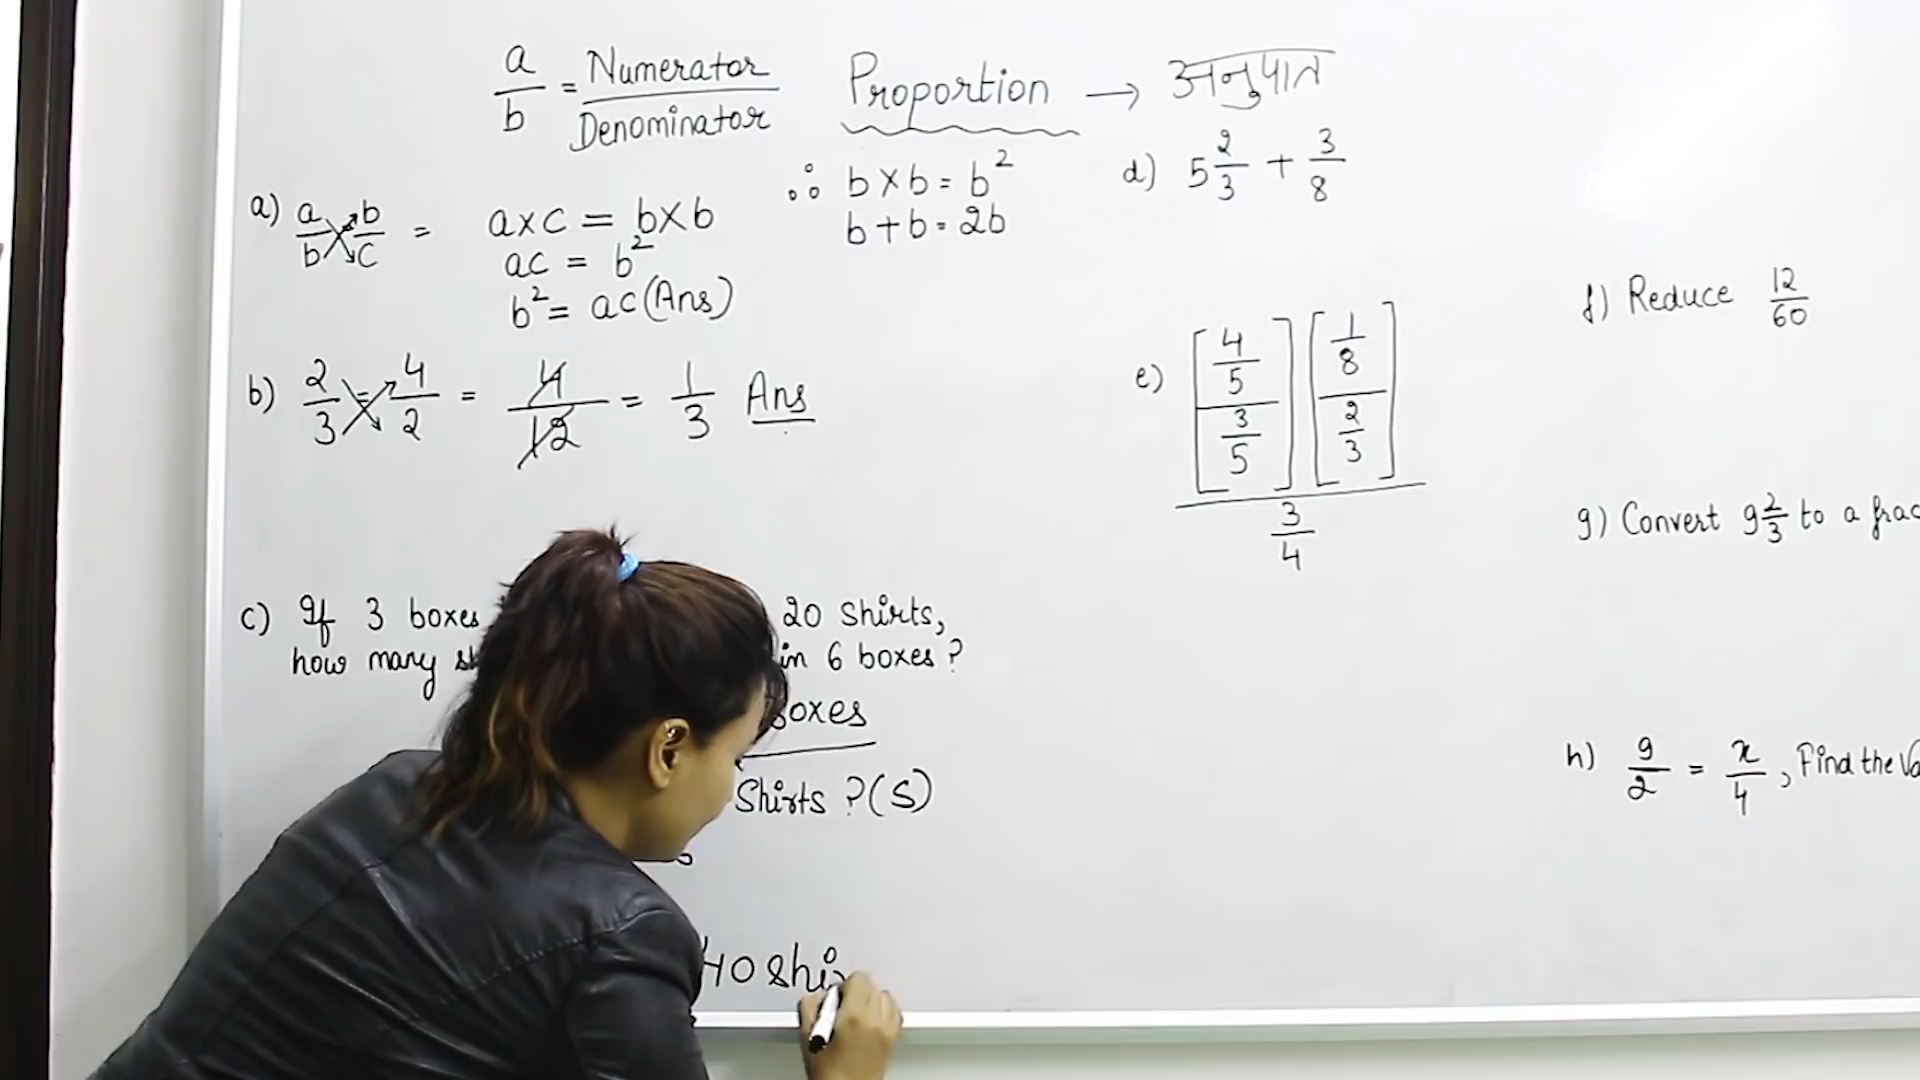 a/b = Numerator/Denominator
Proportion → अनुपात
a) a/b = b/c = a×c = b×b
ac = b²
b² = ac (Ans)
∴ b×b = b²
b+b = 2b
b) 2/3 = 4/2 = 4/12 = 1/3 Ans
c) If 3 boxes 20 Shirts,
how many in 6 boxes?
boxes
Shirts ? (S)
40 shi
d) 5 2/3 + 3/8
e) [4/5 / 3/5] [1/8 / 2/3] / 3/4
f) Reduce 12/60
g) Convert 9 2/3 to a frac
h) 9/2 = x/4, Find the Va